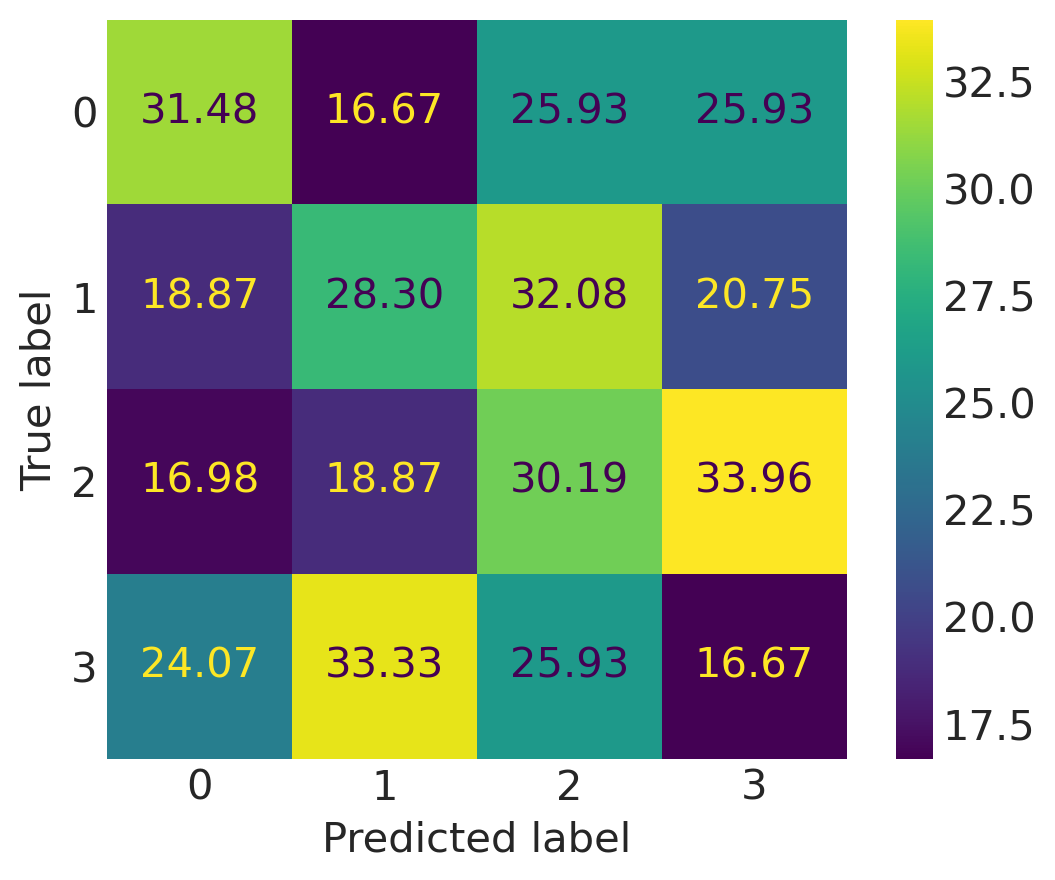 0 31.48 16.67 25.93 25.93
1 18.87 28.30 32.08 20.75
2 16.98 18.87 30.19 33.96
3 24.07 33.33 25.93 16.67
0 1 2 3
Predicted label
True label
32.5
30.0
27.5
25.0
22.5
20.0
17.5